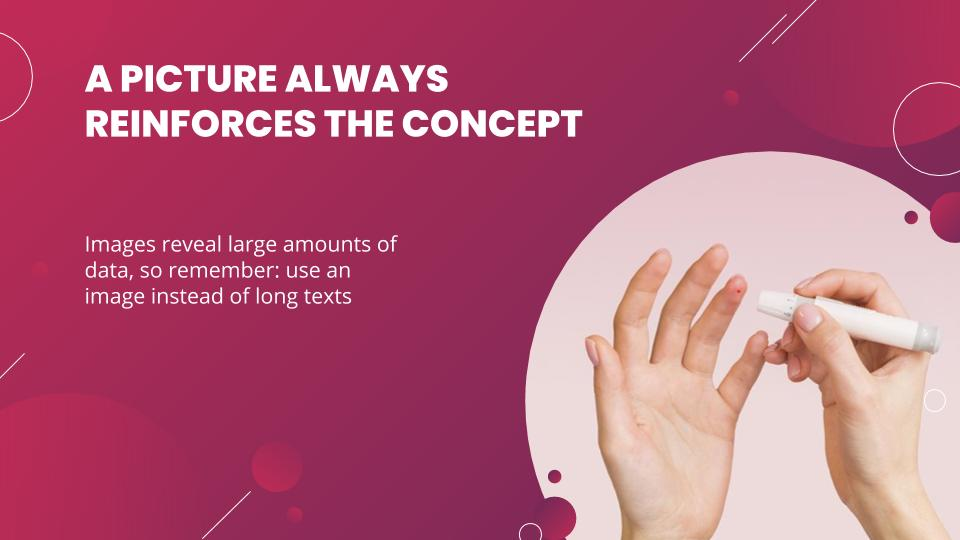 A PICTURE ALWAYS
REINFORCES THE CONCEPT
Images reveal large amounts of
data, so remember: use an
image instead of long texts